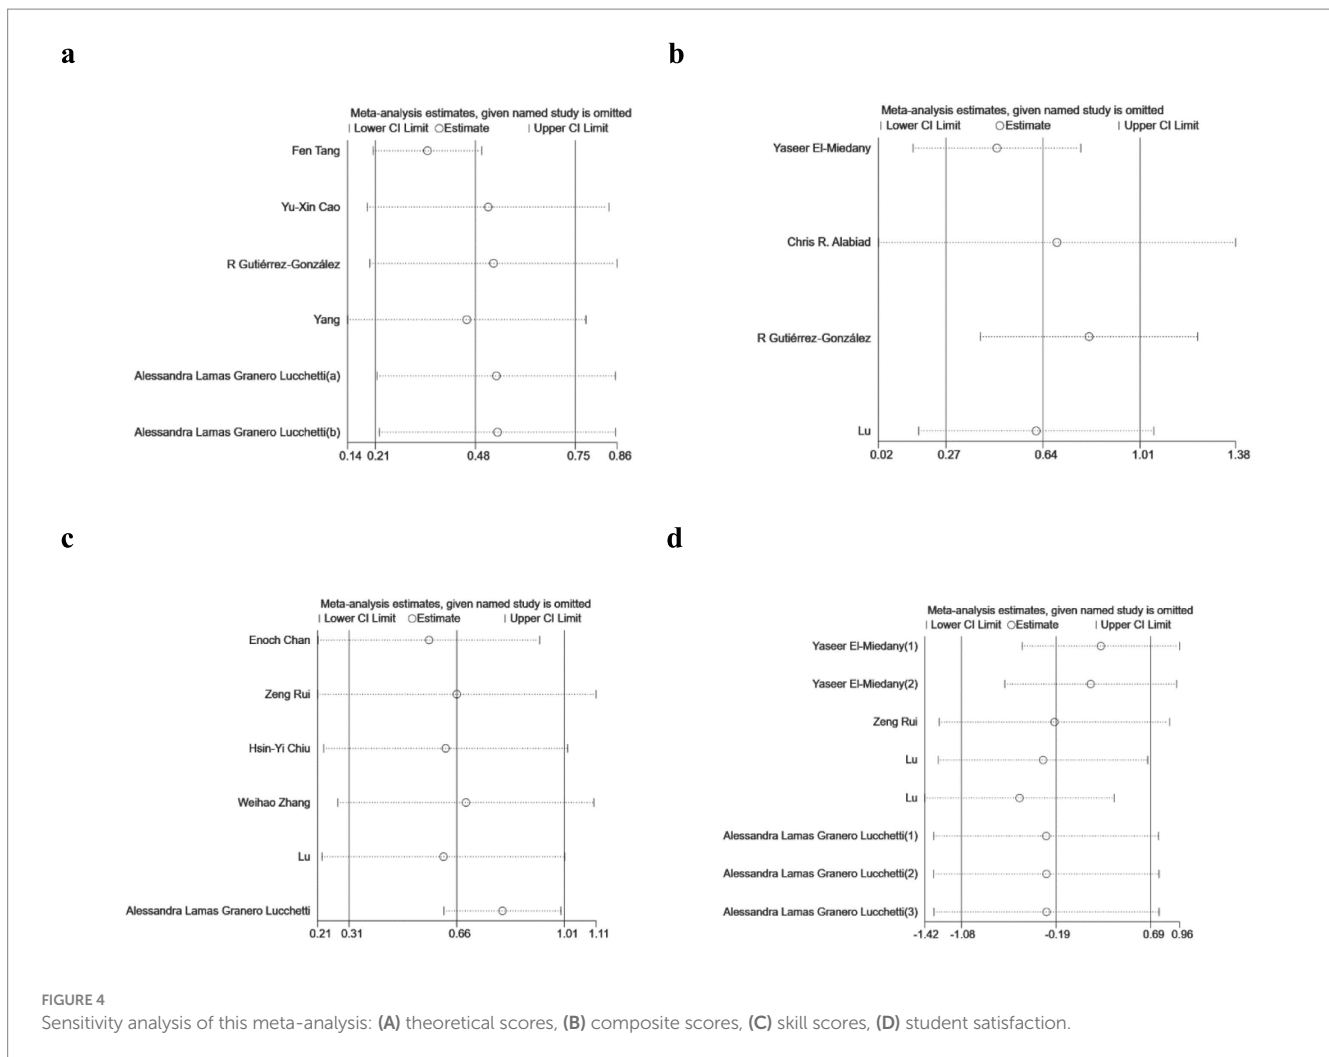 a
Meta-analysis estimates, given named study is omitted
| Lower CI Limit ○Estimate | Upper CI Limit
Fen Tang
Yu-Xin Cao
R Gutiérrez-González
Yang
Alessandra Lamas Granero Lucchetti(a)
Alessandra Lamas Granero Lucchetti(b)
0.14 0.21 0.48 0.75 0.86
b
Meta-analysis estimates, given named study is omitted
| Lower CI Limit ○Estimate | Upper CI Limit
Yaseer El-Miedany
Chris R. Alabiad
R Gutiérrez-González
Lu
0.02 0.27 0.64 1.01 1.38
c
Meta-analysis estimates, given named study is omitted
| Lower CI Limit ○Estimate | Upper CI Limit
Enoch Chan
Zeng Rui
Hsin-Yi Chiu
Weihao Zhang
Lu
Alessandra Lamas Granero Lucchetti
0.21 0.31 0.66 1.01 1.11
d
Meta-analysis estimates, given named study is omitted
| Lower CI Limit ○Estimate | Upper CI Limit
Yaseer El-Miedany(1)
Yaseer El-Miedany(2)
Zeng Rui
Lu
Lu
Alessandra Lamas Granero Lucchetti(1)
Alessandra Lamas Granero Lucchetti(2)
Alessandra Lamas Granero Lucchetti(3)
-1.42 -1.08 -0.19 0.69 0.96
FIGURE 4
Sensitivity analysis of this meta-analysis: (A) theoretical scores, (B) composite scores, (C) skill scores, (D) student satisfaction.